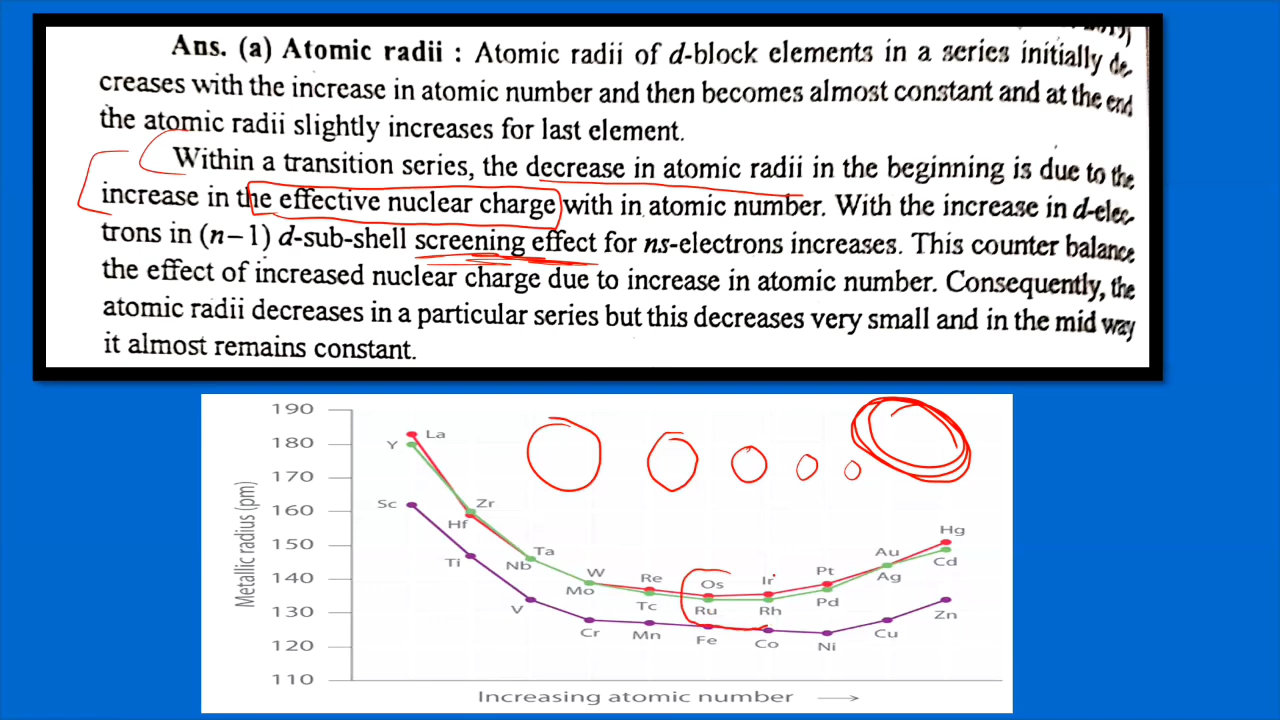 Ans. (a) Atomic radii : Atomic radii of d-block elements in a series initially de-
creases with the increase in atomic number and then becomes almost constant and at the end
the atomic radii slightly increases for last element.
Within a transition series, the decrease in atomic radii in the beginning is due to the
increase in the effective nuclear charge with in atomic number. With the increase in d-elec-
trons in (n–1) d-sub-shell screening effect for ns-electrons increases. This counter balance
the effect of increased nuclear charge due to increase in atomic number. Consequently, the
atomic radii decreases in a particular series but this decreases very small and in the mid way
it almost remains constant.
190
180
170
160
150
140
130
120
110
Metallic radius (pm)
La
Y
Sc
Zr
Hf
Ti
Ta
Nb
V
W
Mo
Cr
Re
Tc
Mn
Os
Ru
Fe
Ir
Rh
Co
Pt
Pd
Ni
Au
Ag
Cu
Hg
Cd
Zn
Increasing atomic number